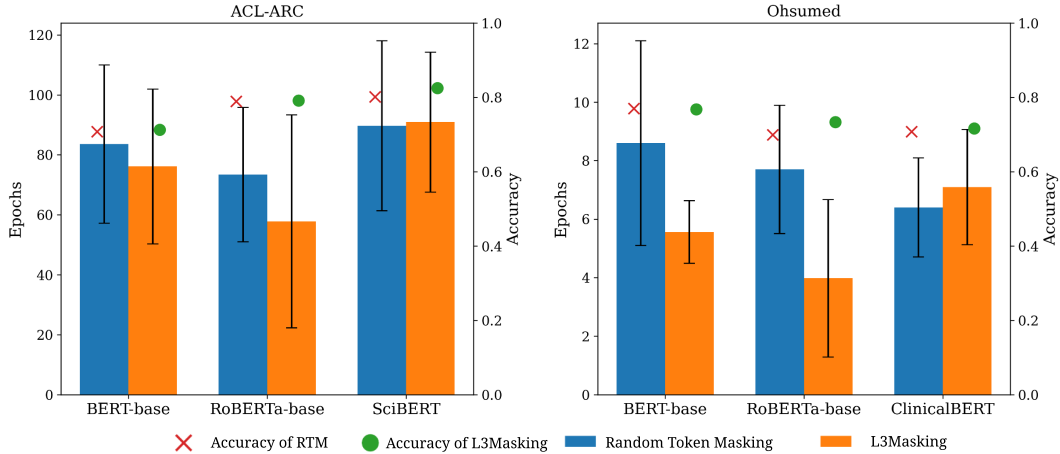 ACL-ARC
Ohsumed
120
100
80
60
40
20
0
Epochs
1.0
0.8
0.6
0.4
0.2
0.0
Accuracy
BERT-base RoBERTa-base SciBERT
12
10
8
6
4
2
0
Epochs
1.0
0.8
0.6
0.4
0.2
0.0
Accuracy
BERT-base RoBERTa-base ClinicalBERT
Accuracy of RTM Accuracy of L3Masking Random Token Masking L3Masking